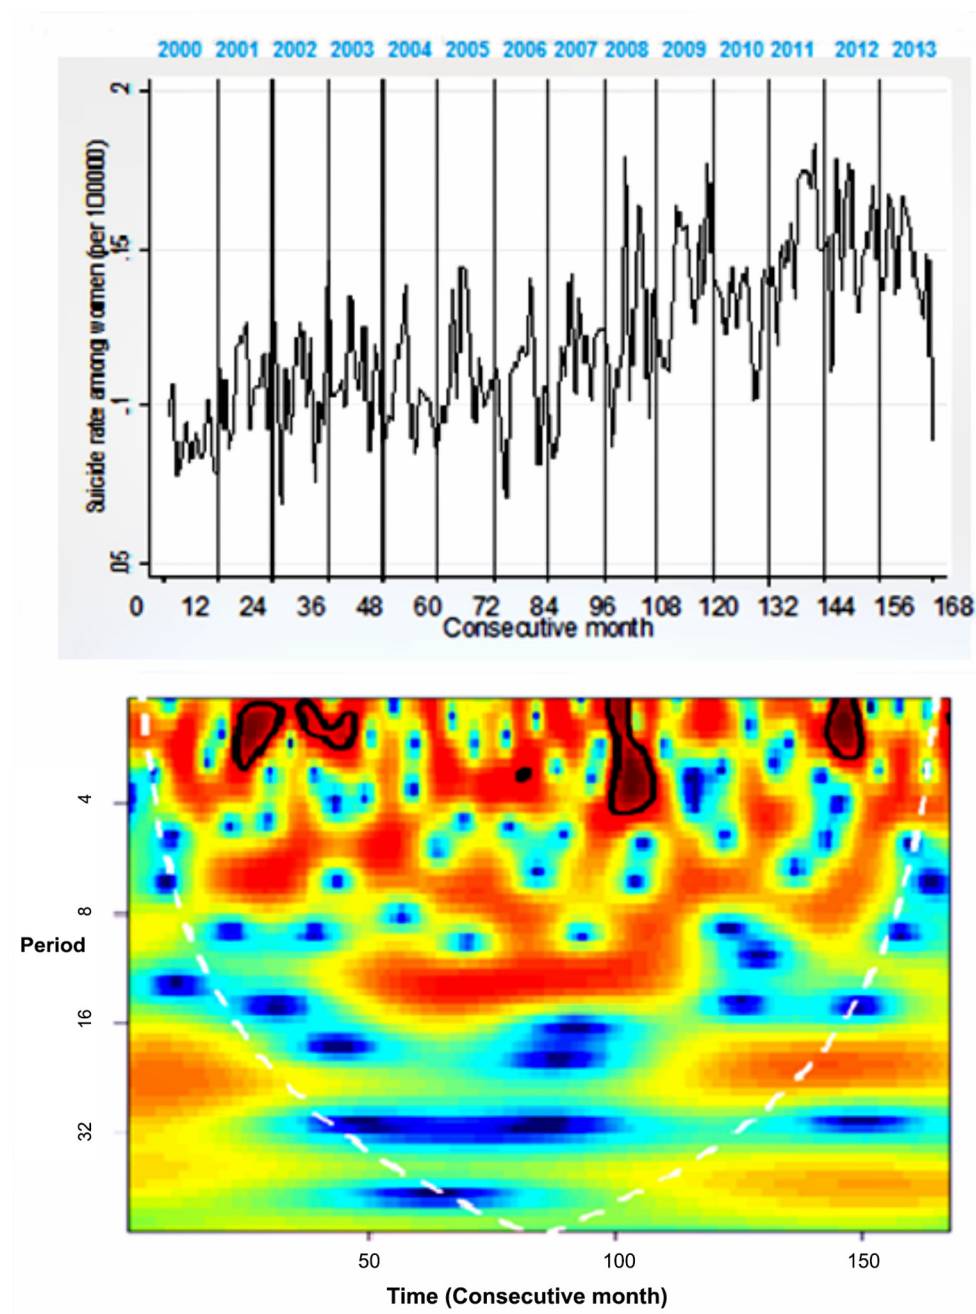 2000 2001 2002 2003 2004 2005 2006 2007 2008 2009 2010 2011 2012 2013
Suicide rate among women (per 100000)
.2
.15
.1
.05
0 12 24 36 48 60 72 84 96 108 120 132 144 156 168
Consecutive month
4
8
Period
16
32
50 100 150
Time (Consecutive month)